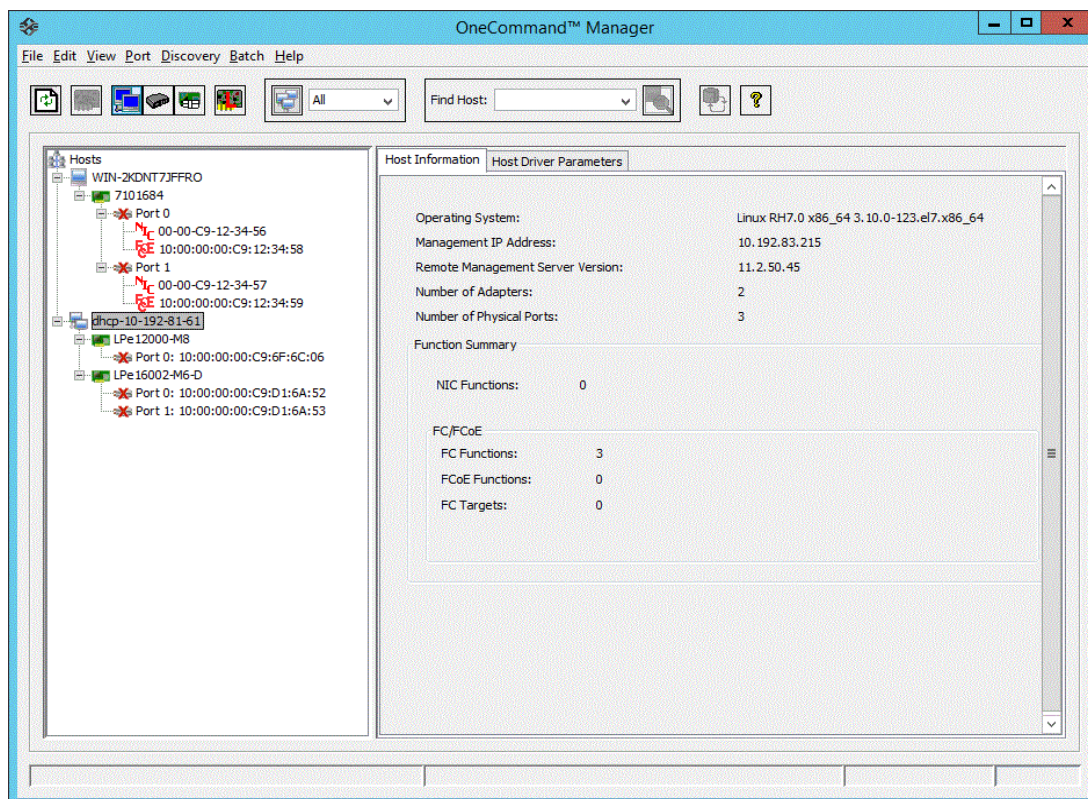 OneCommand™ Manager
File Edit View Port Discovery Batch Help
All
Find Host:
Hosts
WIN-2KDNT7JFFRO
7101684
Port 0
NIC 00-00-C9-12-34-56
FCoE 10:00:00:00:C9:12:34:58
Port 1
NIC 00-00-C9-12-34-57
FCoE 10:00:00:00:C9:12:34:59
dhcp-10-192-81-61
LPe12000-M8
Port 0: 10:00:00:00:C9:6F:6C:06
LPe16002-M6-D
Port 0: 10:00:00:00:C9:D1:6A:52
Port 1: 10:00:00:00:C9:D1:6A:53
Host Information Host Driver Parameters
Operating System: Linux RH7.0 x86_64 3.10.0-123.el7.x86_64
Management IP Address: 10.192.83.215
Remote Management Server Version: 11.2.50.45
Number of Adapters: 2
Number of Physical Ports: 3
Function Summary
NIC Functions: 0
FC/FCoE
FC Functions: 3
FCoE Functions: 0
FC Targets: 0